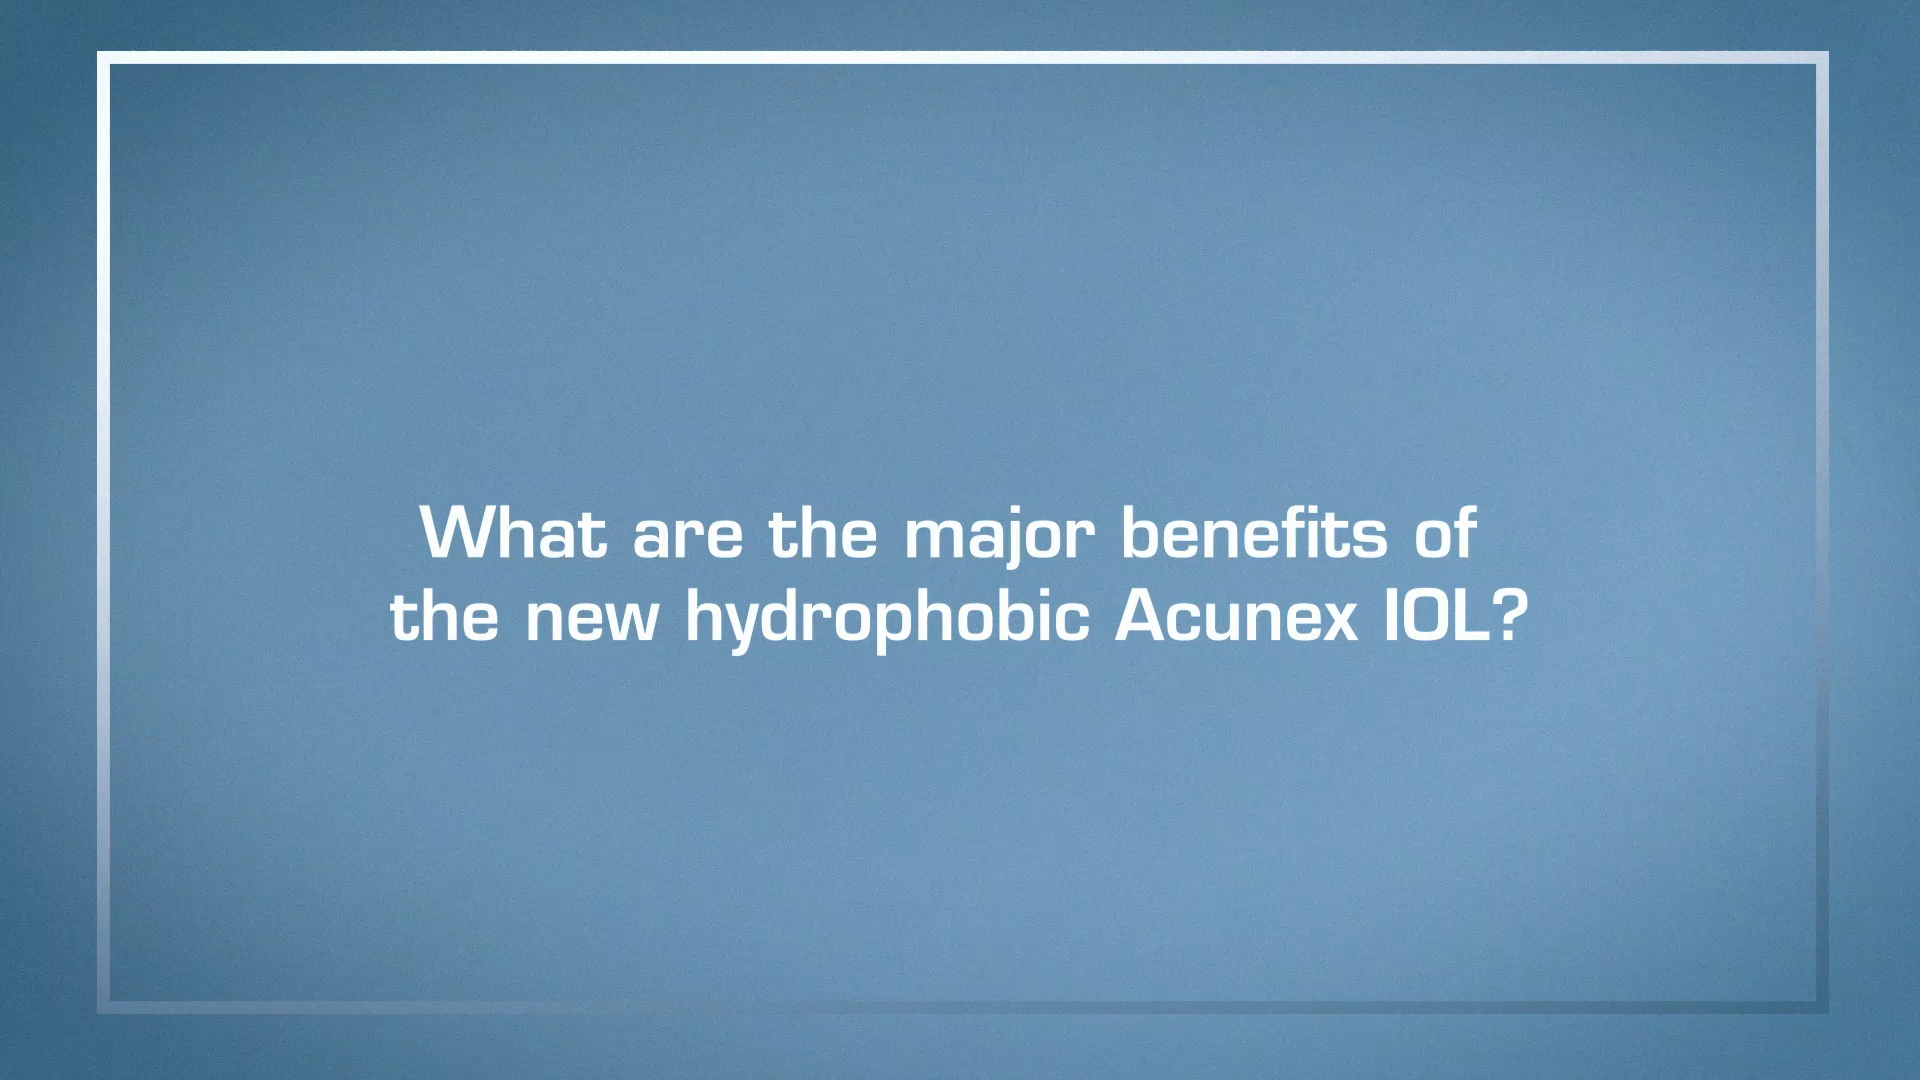 What are the major benefits of
the new hydrophobic Acunex IOL?